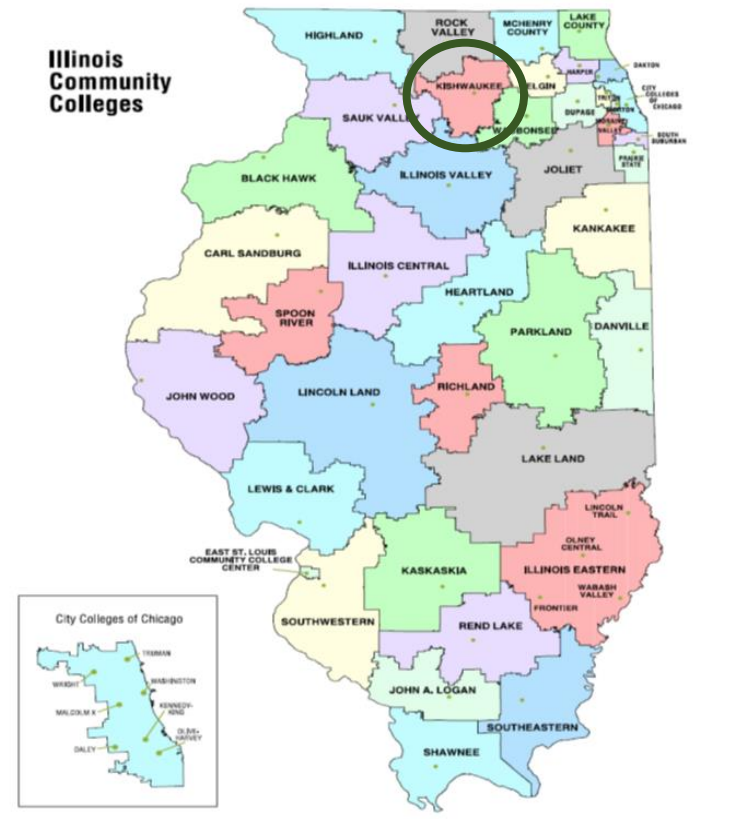 Illinois
Community
Colleges
HIGHLAND
ROCK
VALLEY
MCHENRY
COUNTY
LAKE
COUNTY
KISHWAUKEE
ELGIN
HARPER
OAKTON
CITY
COLLEGES
OF
CHICAGO
TRITON
MORTON
SAUK VALLEY
WAUBONSEE
DUPAGE
MORAINE
VALLEY
SOUTH
SUBURBAN
PRAIRIE
STATE
BLACK HAWK
ILLINOIS VALLEY
JOLIET
KANKAKEE
CARL SANDBURG
ILLINOIS CENTRAL
HEARTLAND
SPOON
RIVER
PARKLAND
DANVILLE
JOHN WOOD
LINCOLN LAND
RICHLAND
LAKE LAND
LEWIS & CLARK
LINCOLN
TRAIL
OLNEY
CENTRAL
ILLINOIS EASTERN
WABASH
VALLEY
FRONTIER
EAST ST. LOUIS
COMMUNITY COLLEGE
CENTER
KASKASKIA
SOUTHWESTERN
REND LAKE
JOHN A. LOGAN
SOUTHEASTERN
SHAWNEE
City Colleges of Chicago
TRUMAN
WRIGHT
WASHINGTON
MALCOLM X
KENNEDY-
KING
OLIVE-
HARVEY
DALEY